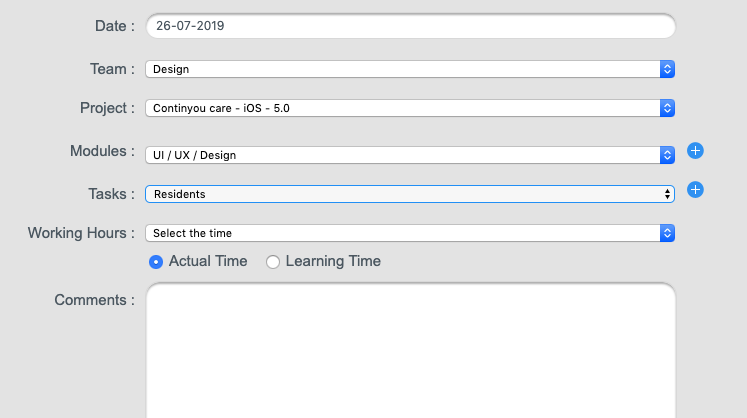 Date : 26-07-2019
Team : Design
Project : Continyou care - iOS - 5.0
Modules : UI / UX / Design
Tasks : Residents
Working Hours : Select the time
Actual Time Learning Time
Comments :